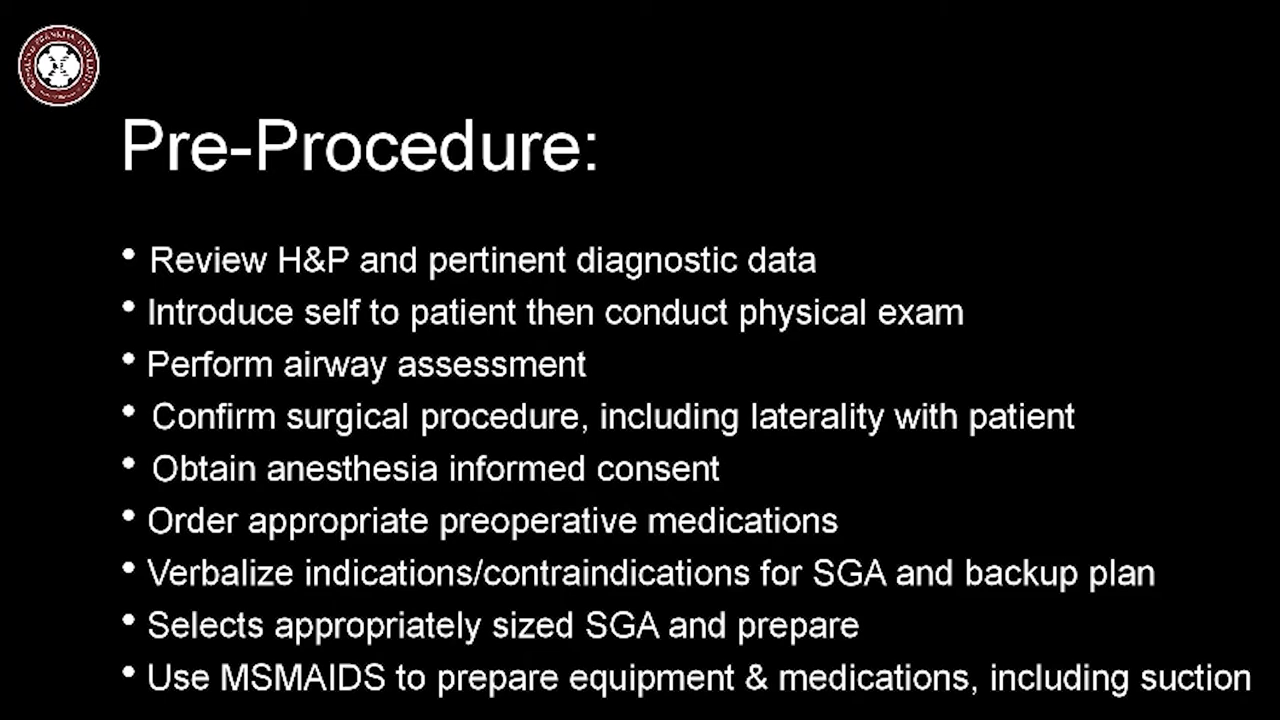 Pre-Procedure:
• Review H&P and pertinent diagnostic data
• Introduce self to patient then conduct physical exam
• Perform airway assessment
• Confirm surgical procedure, including laterality with patient
• Obtain anesthesia informed consent
• Order appropriate preoperative medications
• Verbalize indications/contraindications for SGA and backup plan
• Selects appropriately sized SGA and prepare
• Use MSMAIDS to prepare equipment & medications, including suction